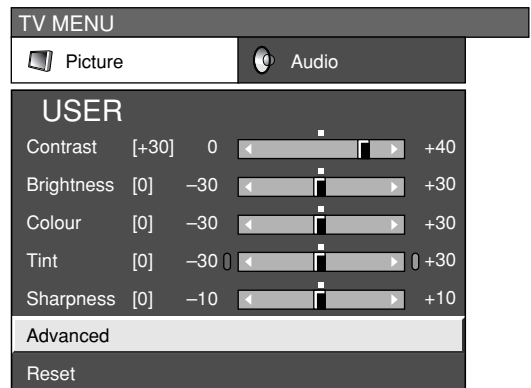 TV MENU
Picture Audio
USER
Contrast [+30] 0 +40
Brightness [0] –30 +30
Colour [0] –30 +30
Tint [0] –30 +30
Sharpness [0] –10 +10
Advanced
Reset